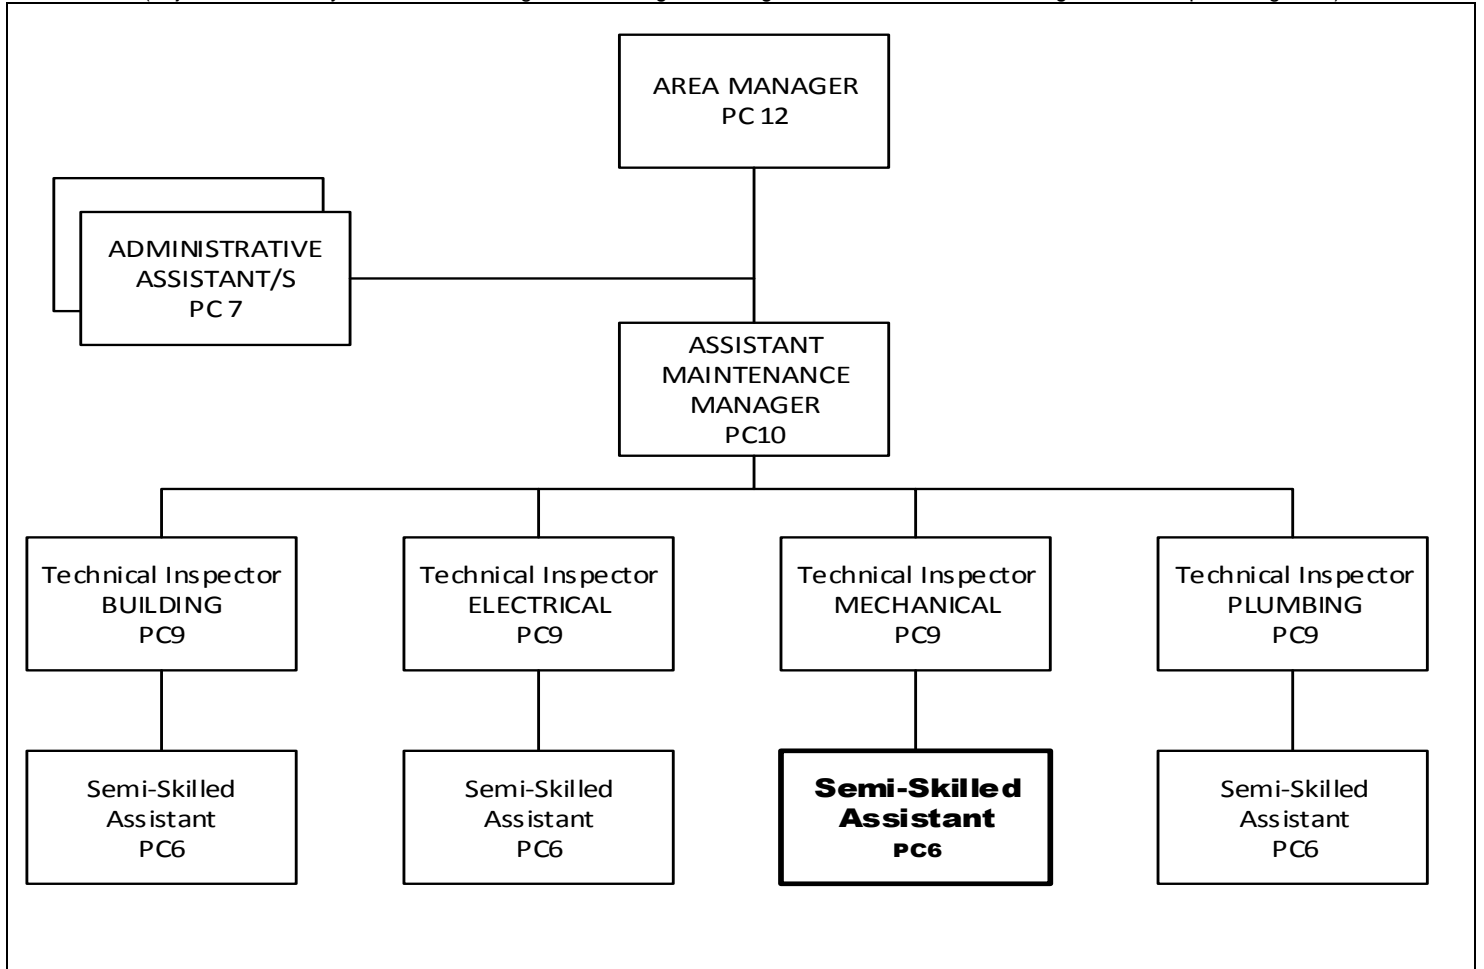 AREA MANAGER
PC 12
ADMINISTRATIVE
ASSISTANT/S
PC 7
ASSISTANT
MAINTENANCE
MANAGER
PC10
Technical Inspector
BUILDING
PC9
Technical Inspector
ELECTRICAL
PC9
Technical Inspector
MECHANICAL
PC9
Technical Inspector
PLUMBING
PC9
Semi-Skilled
Assistant
PC6
Semi-Skilled
Assistant
PC6
Semi-Skilled
Assistant
PC6
Semi-Skilled
Assistant
PC6